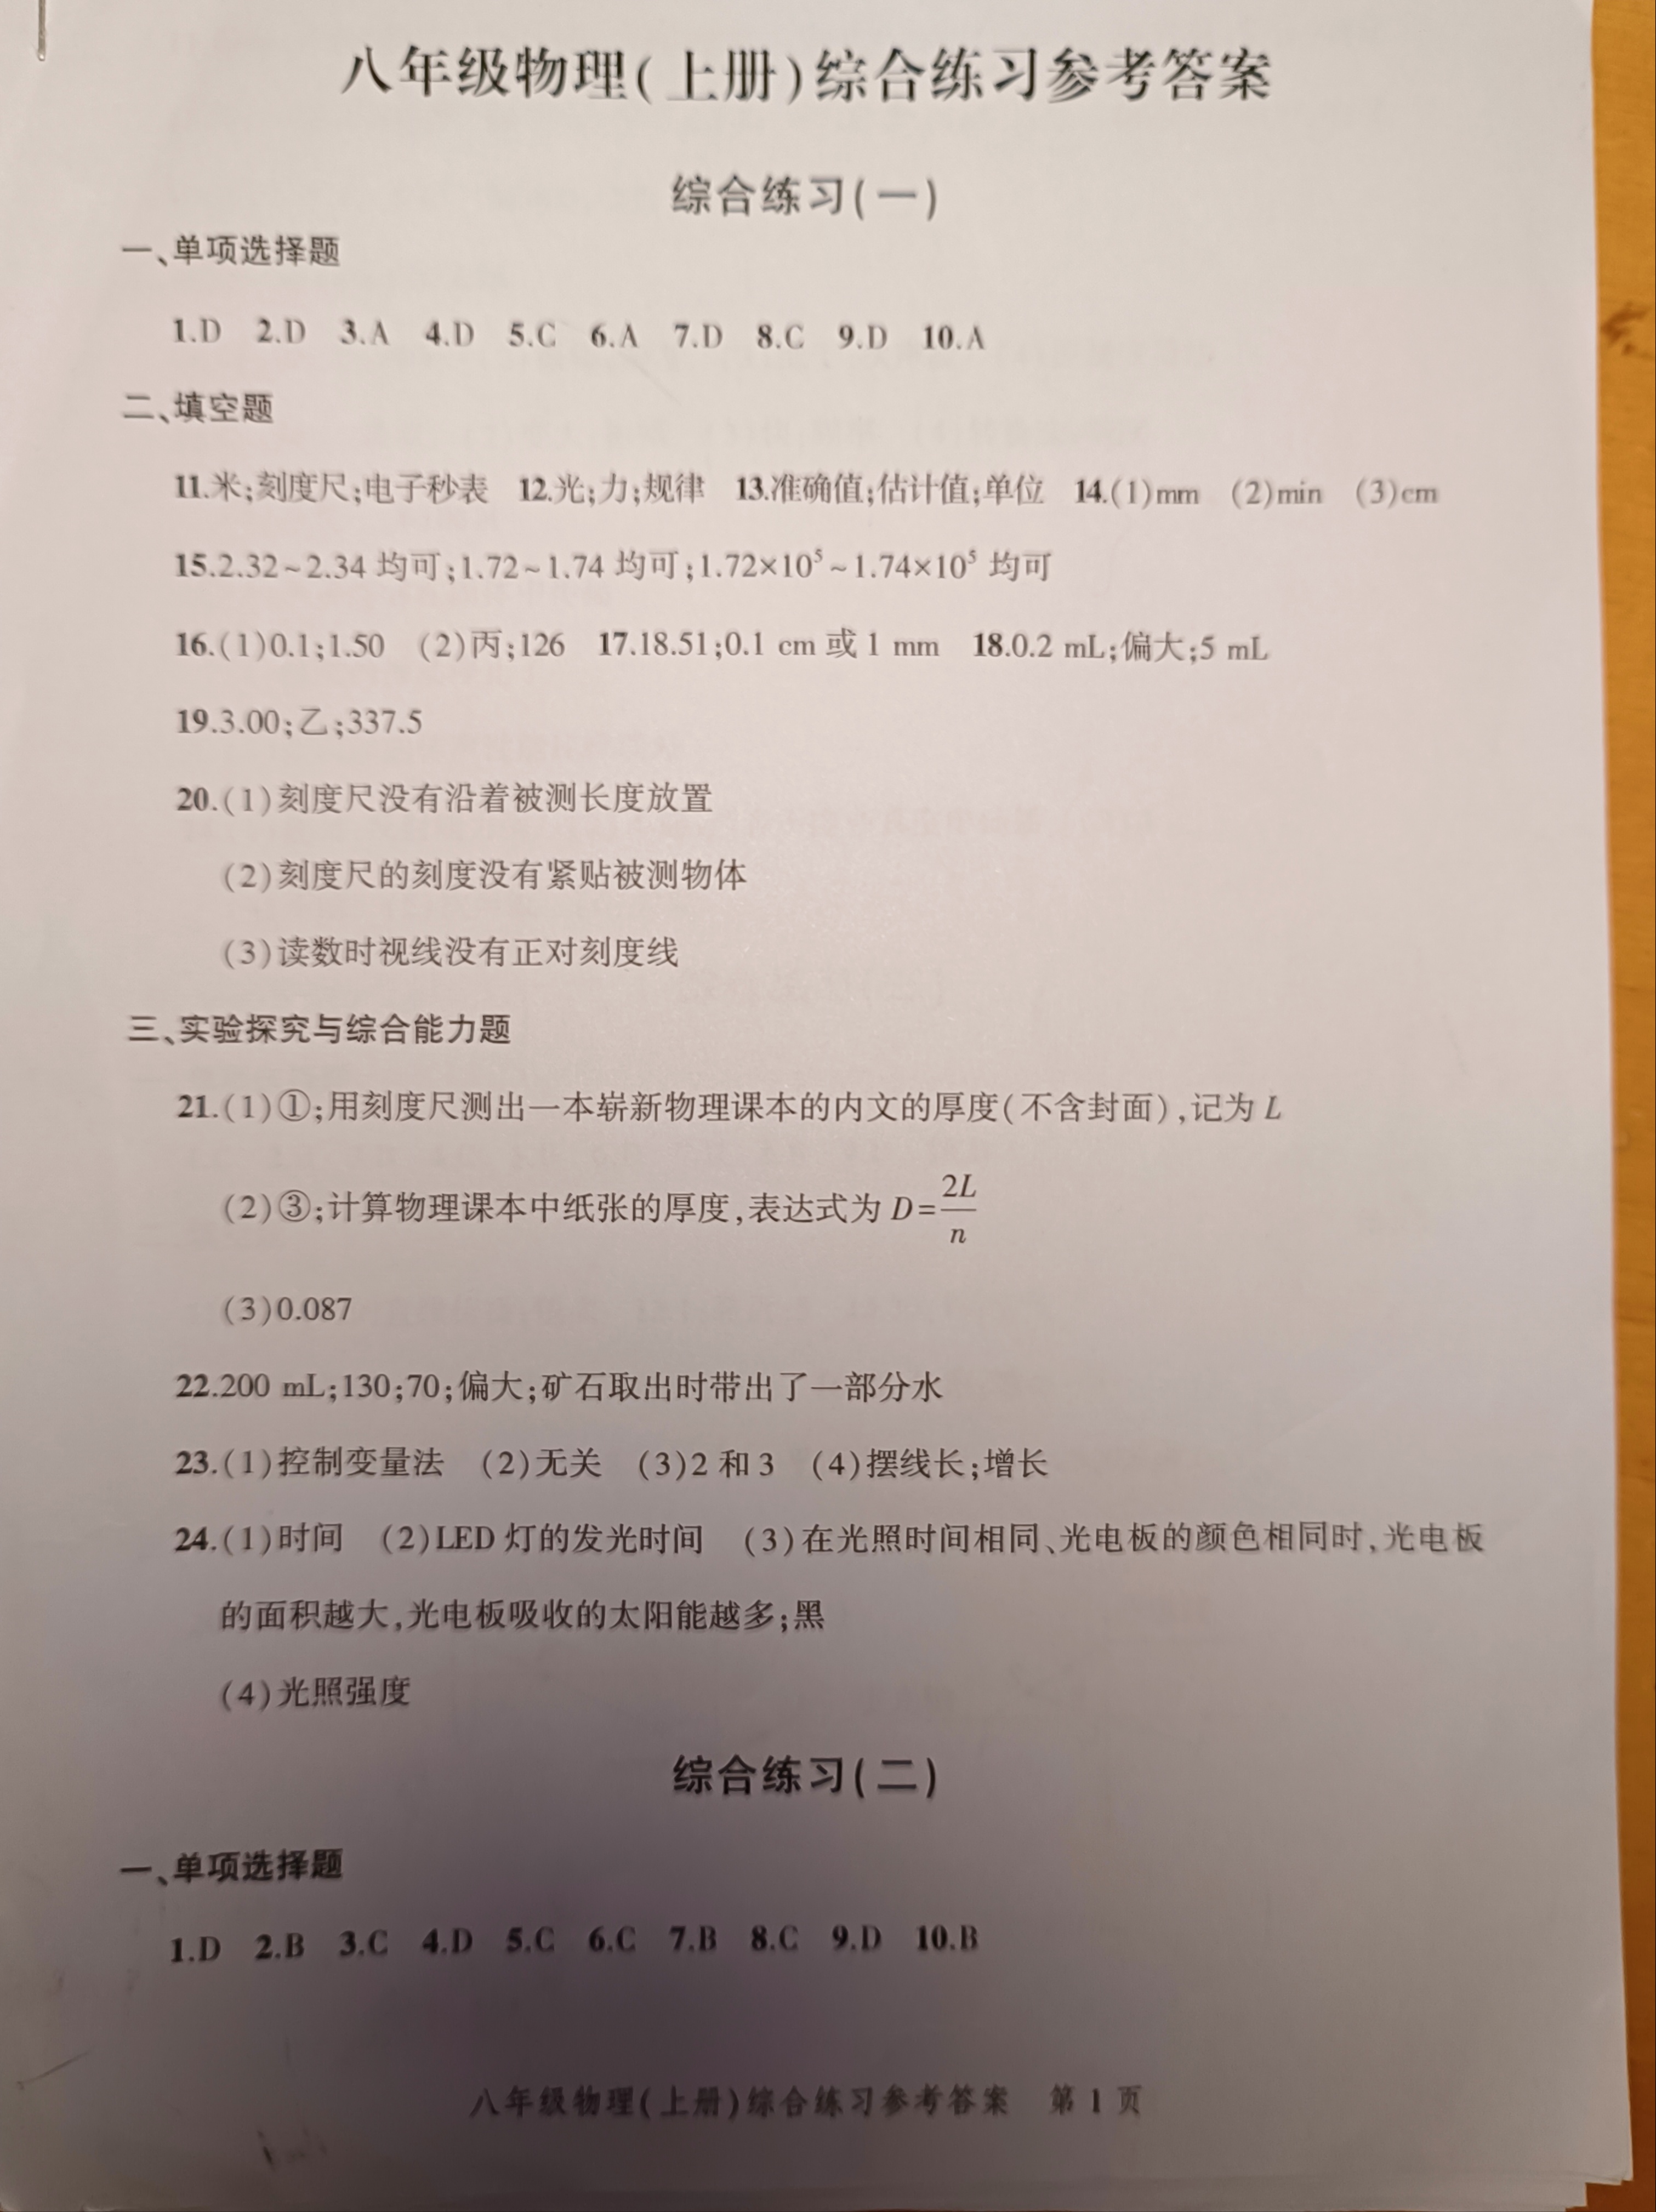 八年级物理(上册)综合练习参考答案
综合练习(一)
一、单项选择题
1.D 2.D 3.A 4.D 5.C 6.A 7.D 8.C 9.D 10.A
二、填空题
11.米;刻度尺;电子秒表 12.光;力;规律 13.准确值;估计值;单位 14.(1)mm (2)min (3)cm
15.2.32~2.34 均可;1.72~1.74 均可;1.72×10⁵~1.74×10⁵ 均可
16.(1)0.1;1.50 (2)丙;126 17.18.51;0.1 cm 或 1 mm 18.0.2 mL;偏大;5 mL
19.3.00;乙;337.5
20.(1)刻度尺没有沿着被测长度放置
(2)刻度尺的刻度没有紧贴被测物体
(3)读数时视线没有正对刻度线
三、实验探究与综合能力题
21.(1)①;用刻度尺测出一本崭新物理课本的内文的厚度(不含封面),记为 L
(2)③;计算物理课本中纸张的厚度,表达式为 D=2L/n
(3)0.087
22.200 mL;130;70;偏大;矿石取出时带出了一部分水
23.(1)控制变量法 (2)无关 (3)2 和 3 (4)摆线长;增长
24.(1)时间 (2)LED 灯的发光时间 (3)在光照时间相同、光电板的颜色相同时,光电板
的面积越大,光电板吸收的太阳能越多;黑
(4)光照强度
综合练习(二)
一、单项选择题
1.D 2.B 3.C 4.D 5.C 6.C 7.B 8.C 9.D 10.B
八年级物理(上册)综合练习参考答案 第 1 页